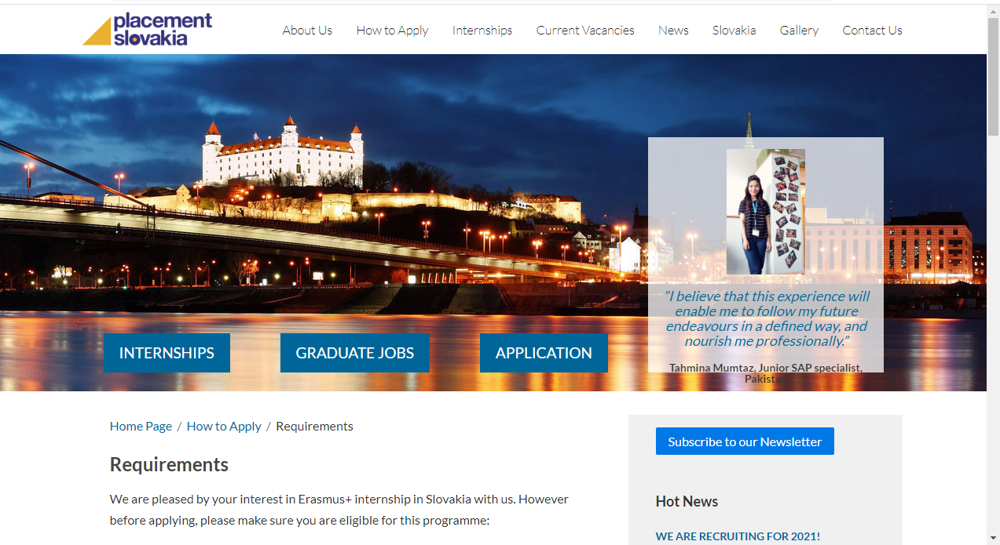 placement
slovakia
About Us
How to Apply
Internships
Current Vacancies
News
Slovakia
Gallery
Contact Us
"I believe that this experience will
enable me to follow my future
endeavours in a defined way, and
nourish me professionally.”
Tahmina Mumtaz, Junior SAP specialist,
Pakistan
INTERNSHIPS
GRADUATE JOBS
APPLICATION
Home Page / How to Apply / Requirements
Requirements
We are pleased by your interest in Erasmus+ internship in Slovakia with us. However
before applying, please make sure you are eligible for this programme:
Subscribe to our Newsletter
Hot News
WE ARE RECRUITING FOR 2021!